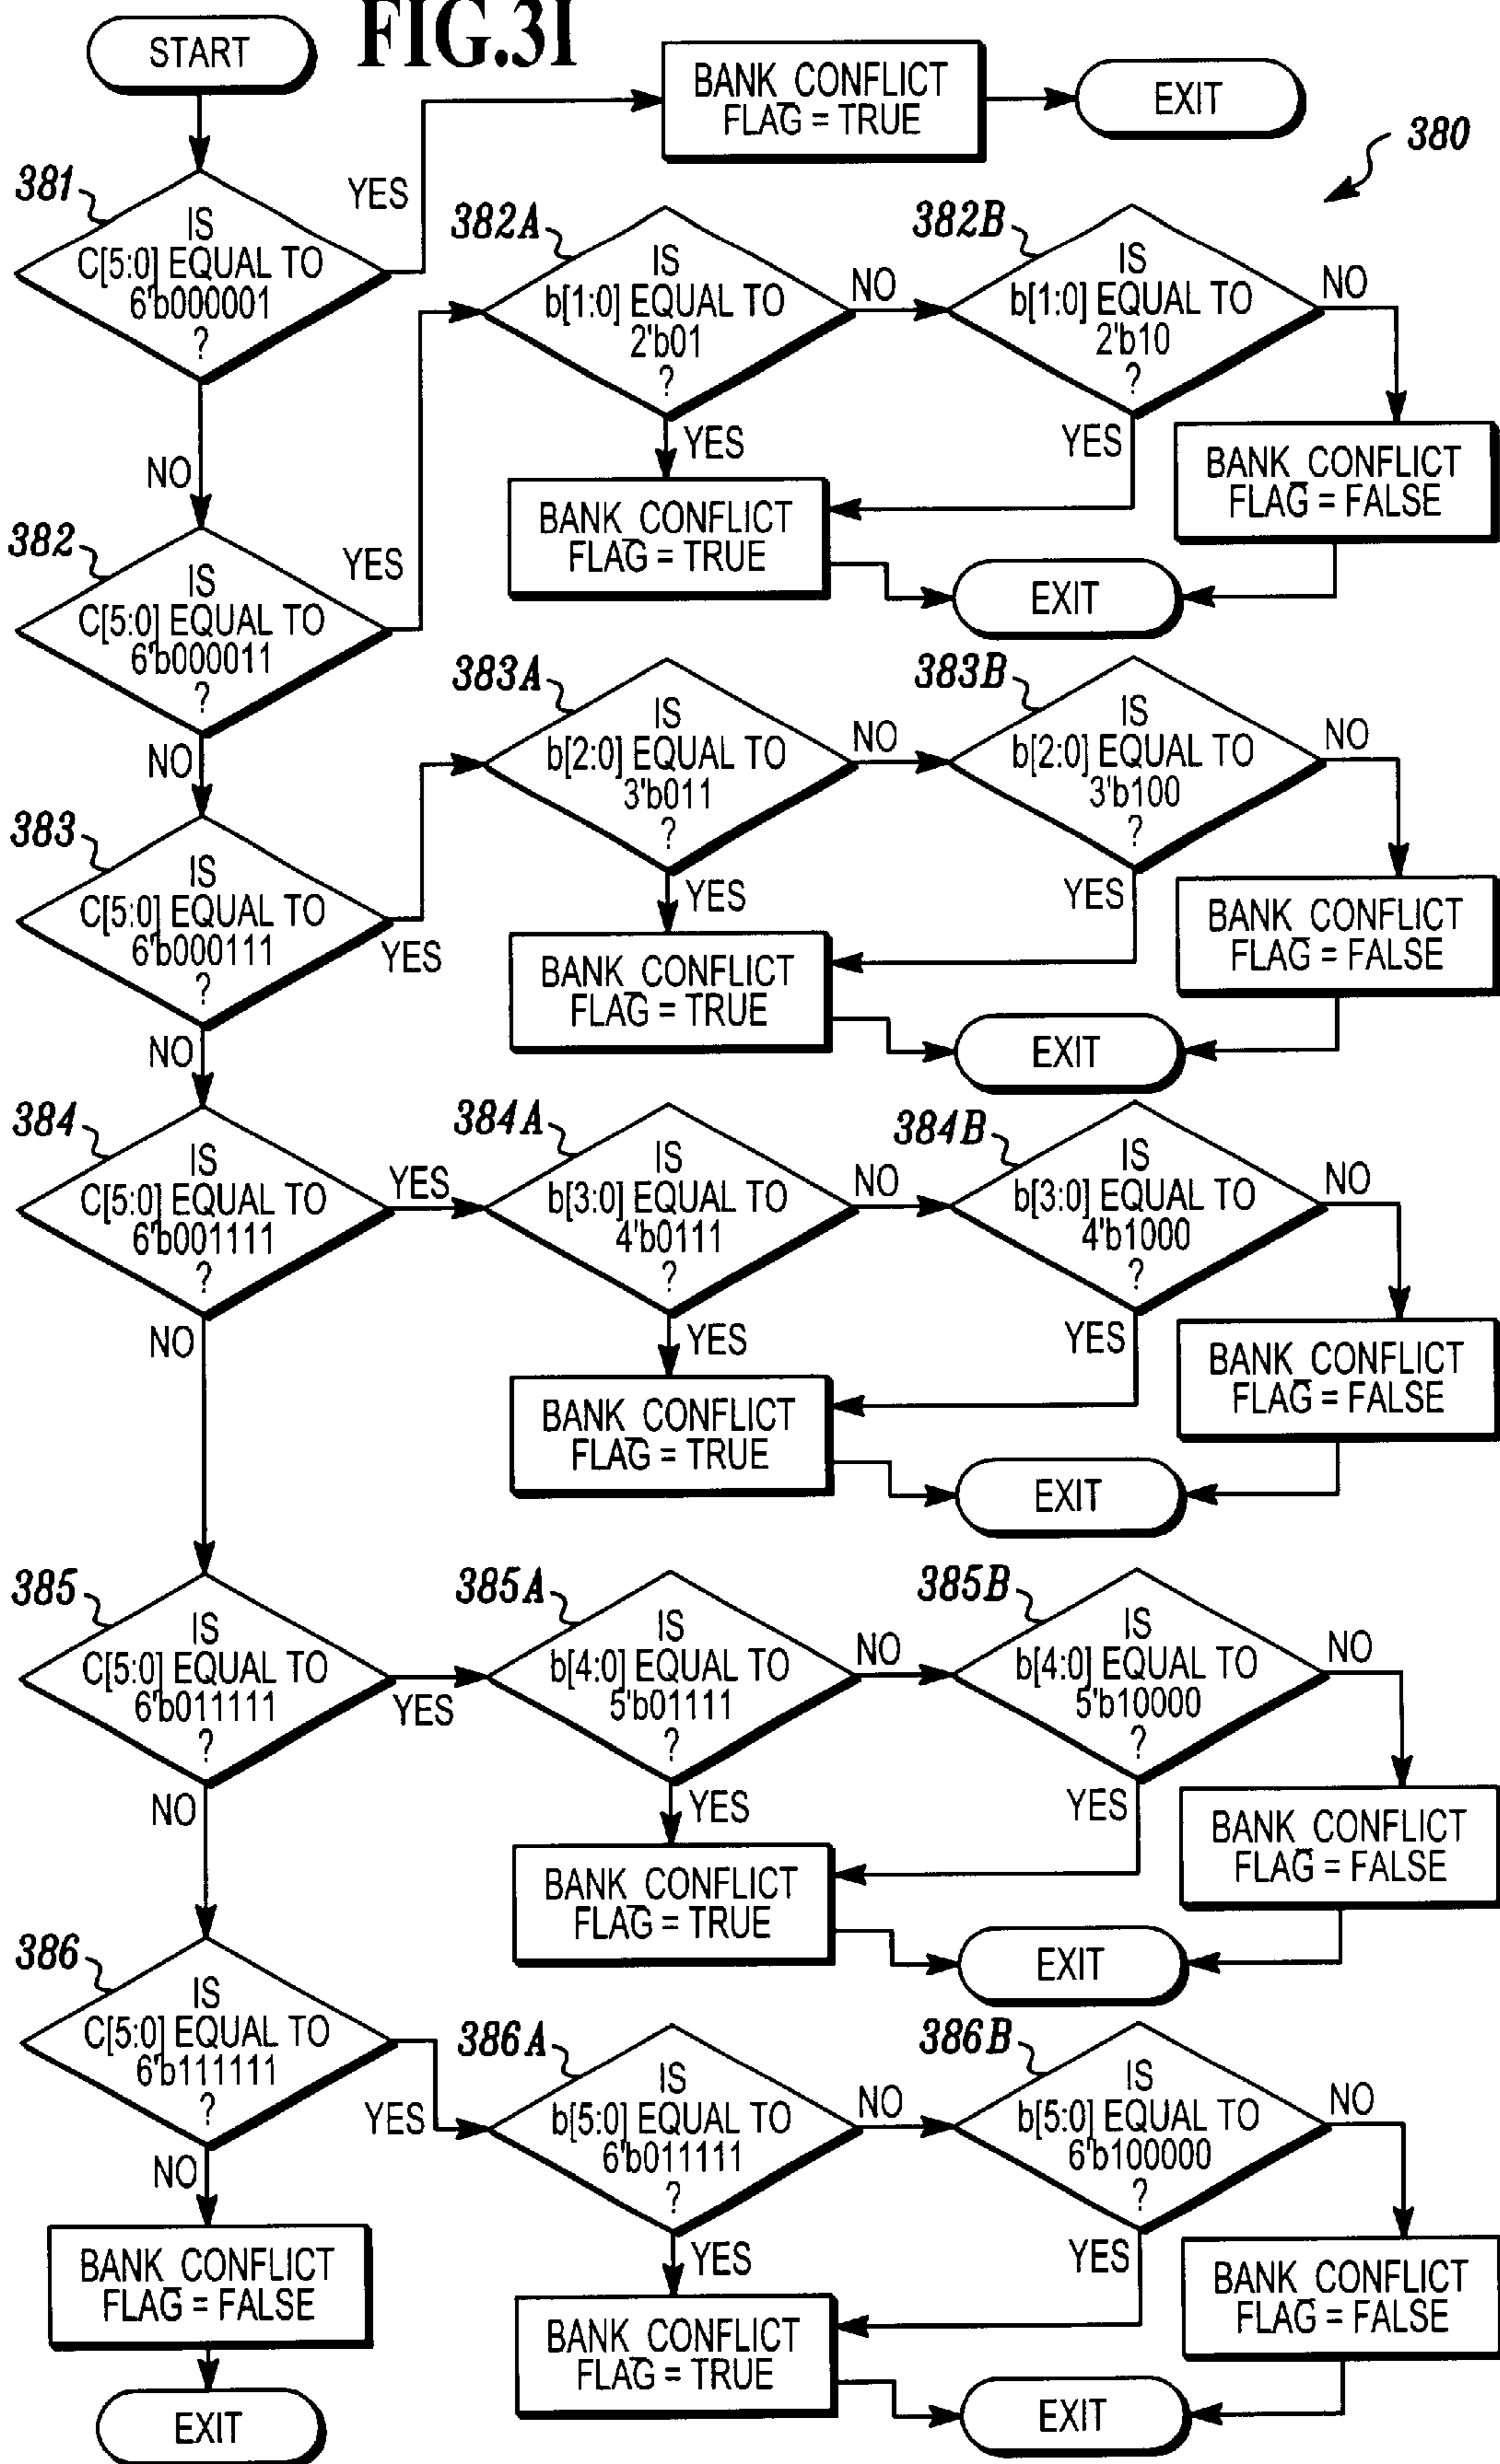 FIG.3I
START
BANK_CONFLICT
FLAG = TRUE
EXIT
380
381
IS
C[5:0] EQUAL TO
6'b000001
?
YES
NO
382A
IS
b[1:0] EQUAL TO
2'b01
?
NO
YES
382B
IS
b[1:0] EQUAL TO
2'b10
?
NO
YES
BANK_CONFLICT
FLAG = TRUE
BANK_CONFLICT
FLAG = FALSE
EXIT
382
IS
C[5:0] EQUAL TO
6'b000011
?
YES
NO
383A
IS
b[2:0] EQUAL TO
3'b011
?
NO
YES
383B
IS
b[2:0] EQUAL TO
3'b100
?
NO
YES
BANK_CONFLICT
FLAG = TRUE
BANK_CONFLICT
FLAG = FALSE
EXIT
383
IS
C[5:0] EQUAL TO
6'b000111
?
YES
NO
384
IS
C[5:0] EQUAL TO
6'b001111
?
YES
NO
384A
IS
b[3:0] EQUAL TO
4'b0111
?
NO
YES
384B
IS
b[3:0] EQUAL TO
4'b1000
?
NO
YES
BANK_CONFLICT
FLAG = TRUE
BANK_CONFLICT
FLAG = FALSE
EXIT
385
IS
C[5:0] EQUAL TO
6'b011111
?
YES
NO
385A
IS
b[4:0] EQUAL TO
5'b01111
?
NO
YES
385B
IS
b[4:0] EQUAL TO
5'b10000
?
NO
YES
BANK_CONFLICT
FLAG = TRUE
BANK_CONFLICT
FLAG = FALSE
EXIT
386
IS
C[5:0] EQUAL TO
6'b111111
?
YES
NO
386A
IS
b[5:0] EQUAL TO
6'b011111
?
NO
YES
386B
IS
b[5:0] EQUAL TO
6'b100000
?
NO
YES
BANK_CONFLICT
FLAG = FALSE
EXIT
BANK_CONFLICT
FLAG = TRUE
BANK_CONFLICT
FLAG = FALSE
EXIT